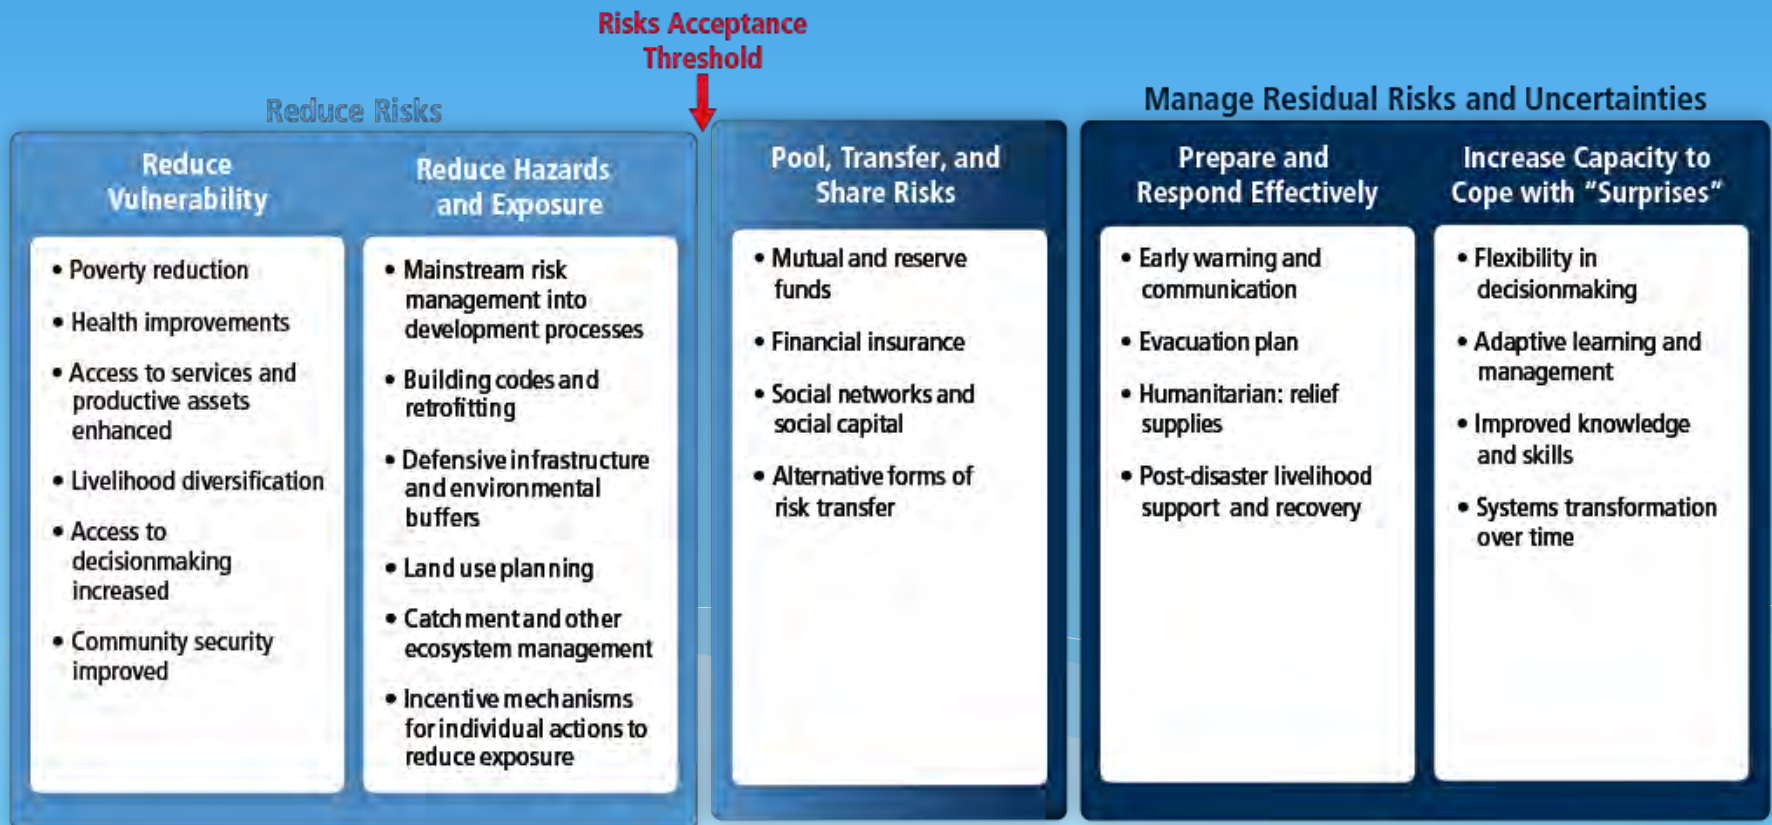 Risks Acceptance
Threshold
Reduce Risks
Manage Residual Risks and Uncertainties
Reduce
Vulnerability
• Poverty reduction
• Health improvements
• Access to services and
productive assets
enhanced
• Livelihood diversification
• Access to
decisionmaking
increased
• Community security
improved
Reduce Hazards
and Exposure
• Mainstream risk
management into
development processes
• Building codes and
retrofitting
• Defensive infrastructure
and environmental
buffers
• Land use planning
• Catchment and other
ecosystem management
• Incentive mechanisms
for individual actions to
reduce exposure
Pool, Transfer, and
Share Risks
• Mutual and reserve
funds
• Financial insurance
• Social networks and
social capital
• Alternative forms of
risk transfer
Prepare and
Respond Effectively
• Early warning and
communication
• Evacuation plan
• Humanitarian: relief
supplies
• Post-disaster livelihood
support and recovery
Increase Capacity to
Cope with “Surprises”
• Flexibility in
decisionmaking
• Adaptive learning and
management
• Improved knowledge
and skills
• Systems transformation
over time